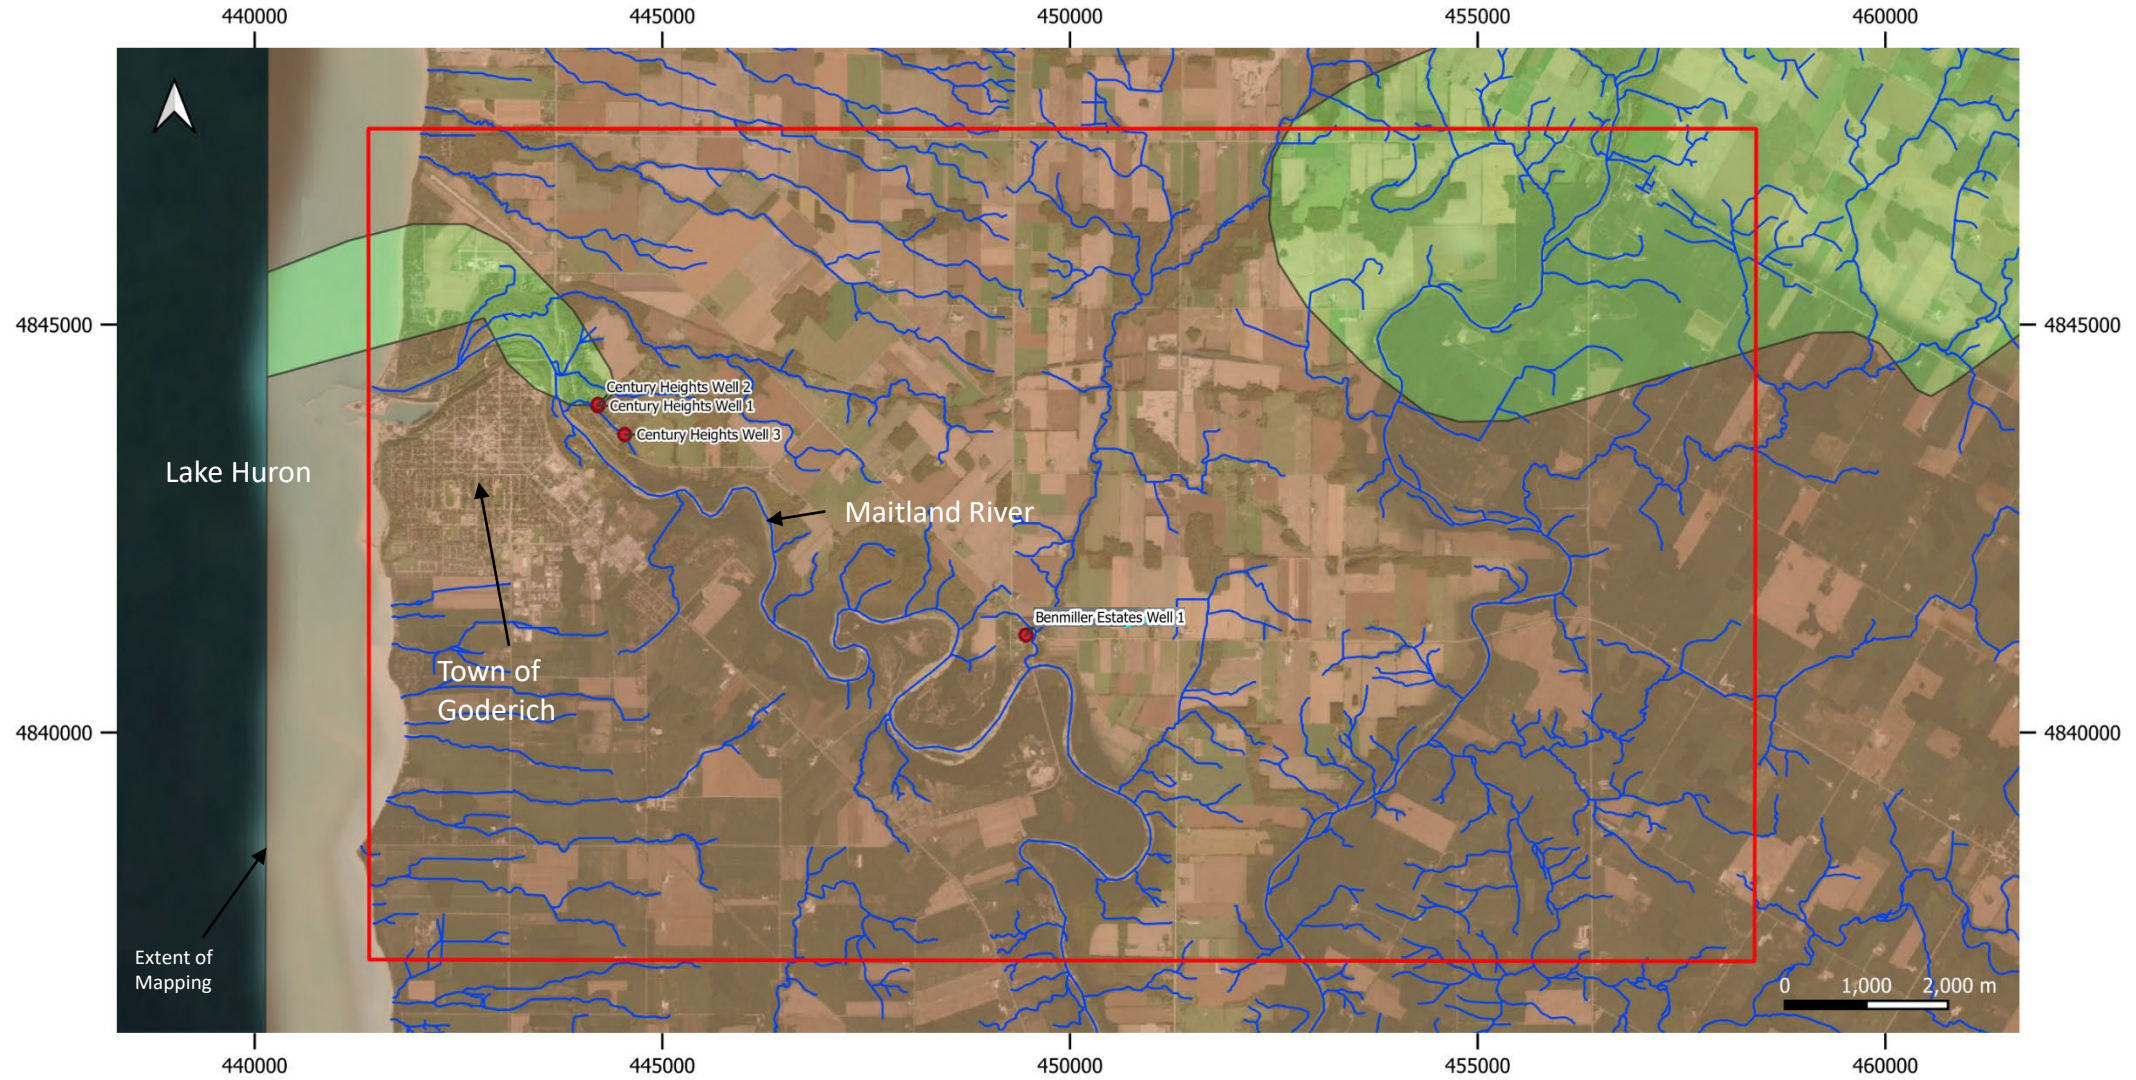 440000 445000 450000 455000 460000
4845000 4845000
Century Heights Well 2
Century Heights Well 1
Century Heights Well 3
Lake Huron
Maitland River
Benmiller Estates Well 1
Town of
Goderich
4840000 4840000
Extent of
Mapping
0 1,000 2,000 m
440000 445000 450000 455000 460000